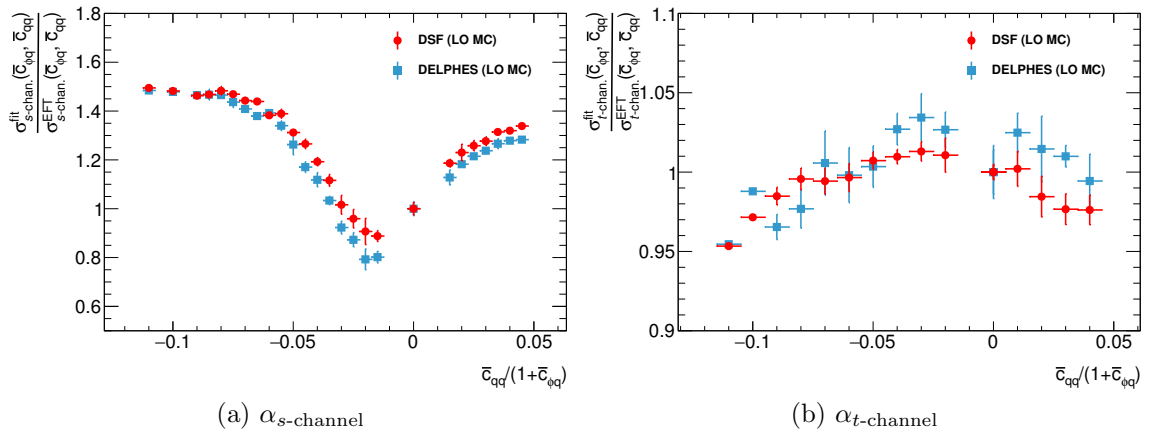 σ^fit_s-chan.(c̄_ϕq, c̄_qq)
σ^EFT_s-chan.(c̄_ϕq, c̄_qq)
1.8
1.6
1.4
1.2
1
0.8
0.6
DSF (LO MC)
DELPHES (LO MC)
−0.1 −0.05 0 0.05
c̄_qq/(1+c̄_ϕq)
(a) α_s-channel
σ^fit_t-chan.(c̄_ϕq, c̄_qq)
σ^EFT_t-chan.(c̄_ϕq, c̄_qq)
1.1
1.05
1
0.95
0.9
DSF (LO MC)
DELPHES (LO MC)
−0.1 −0.05 0 0.05
c̄_qq/(1+c̄_ϕq)
(b) α_t-channel